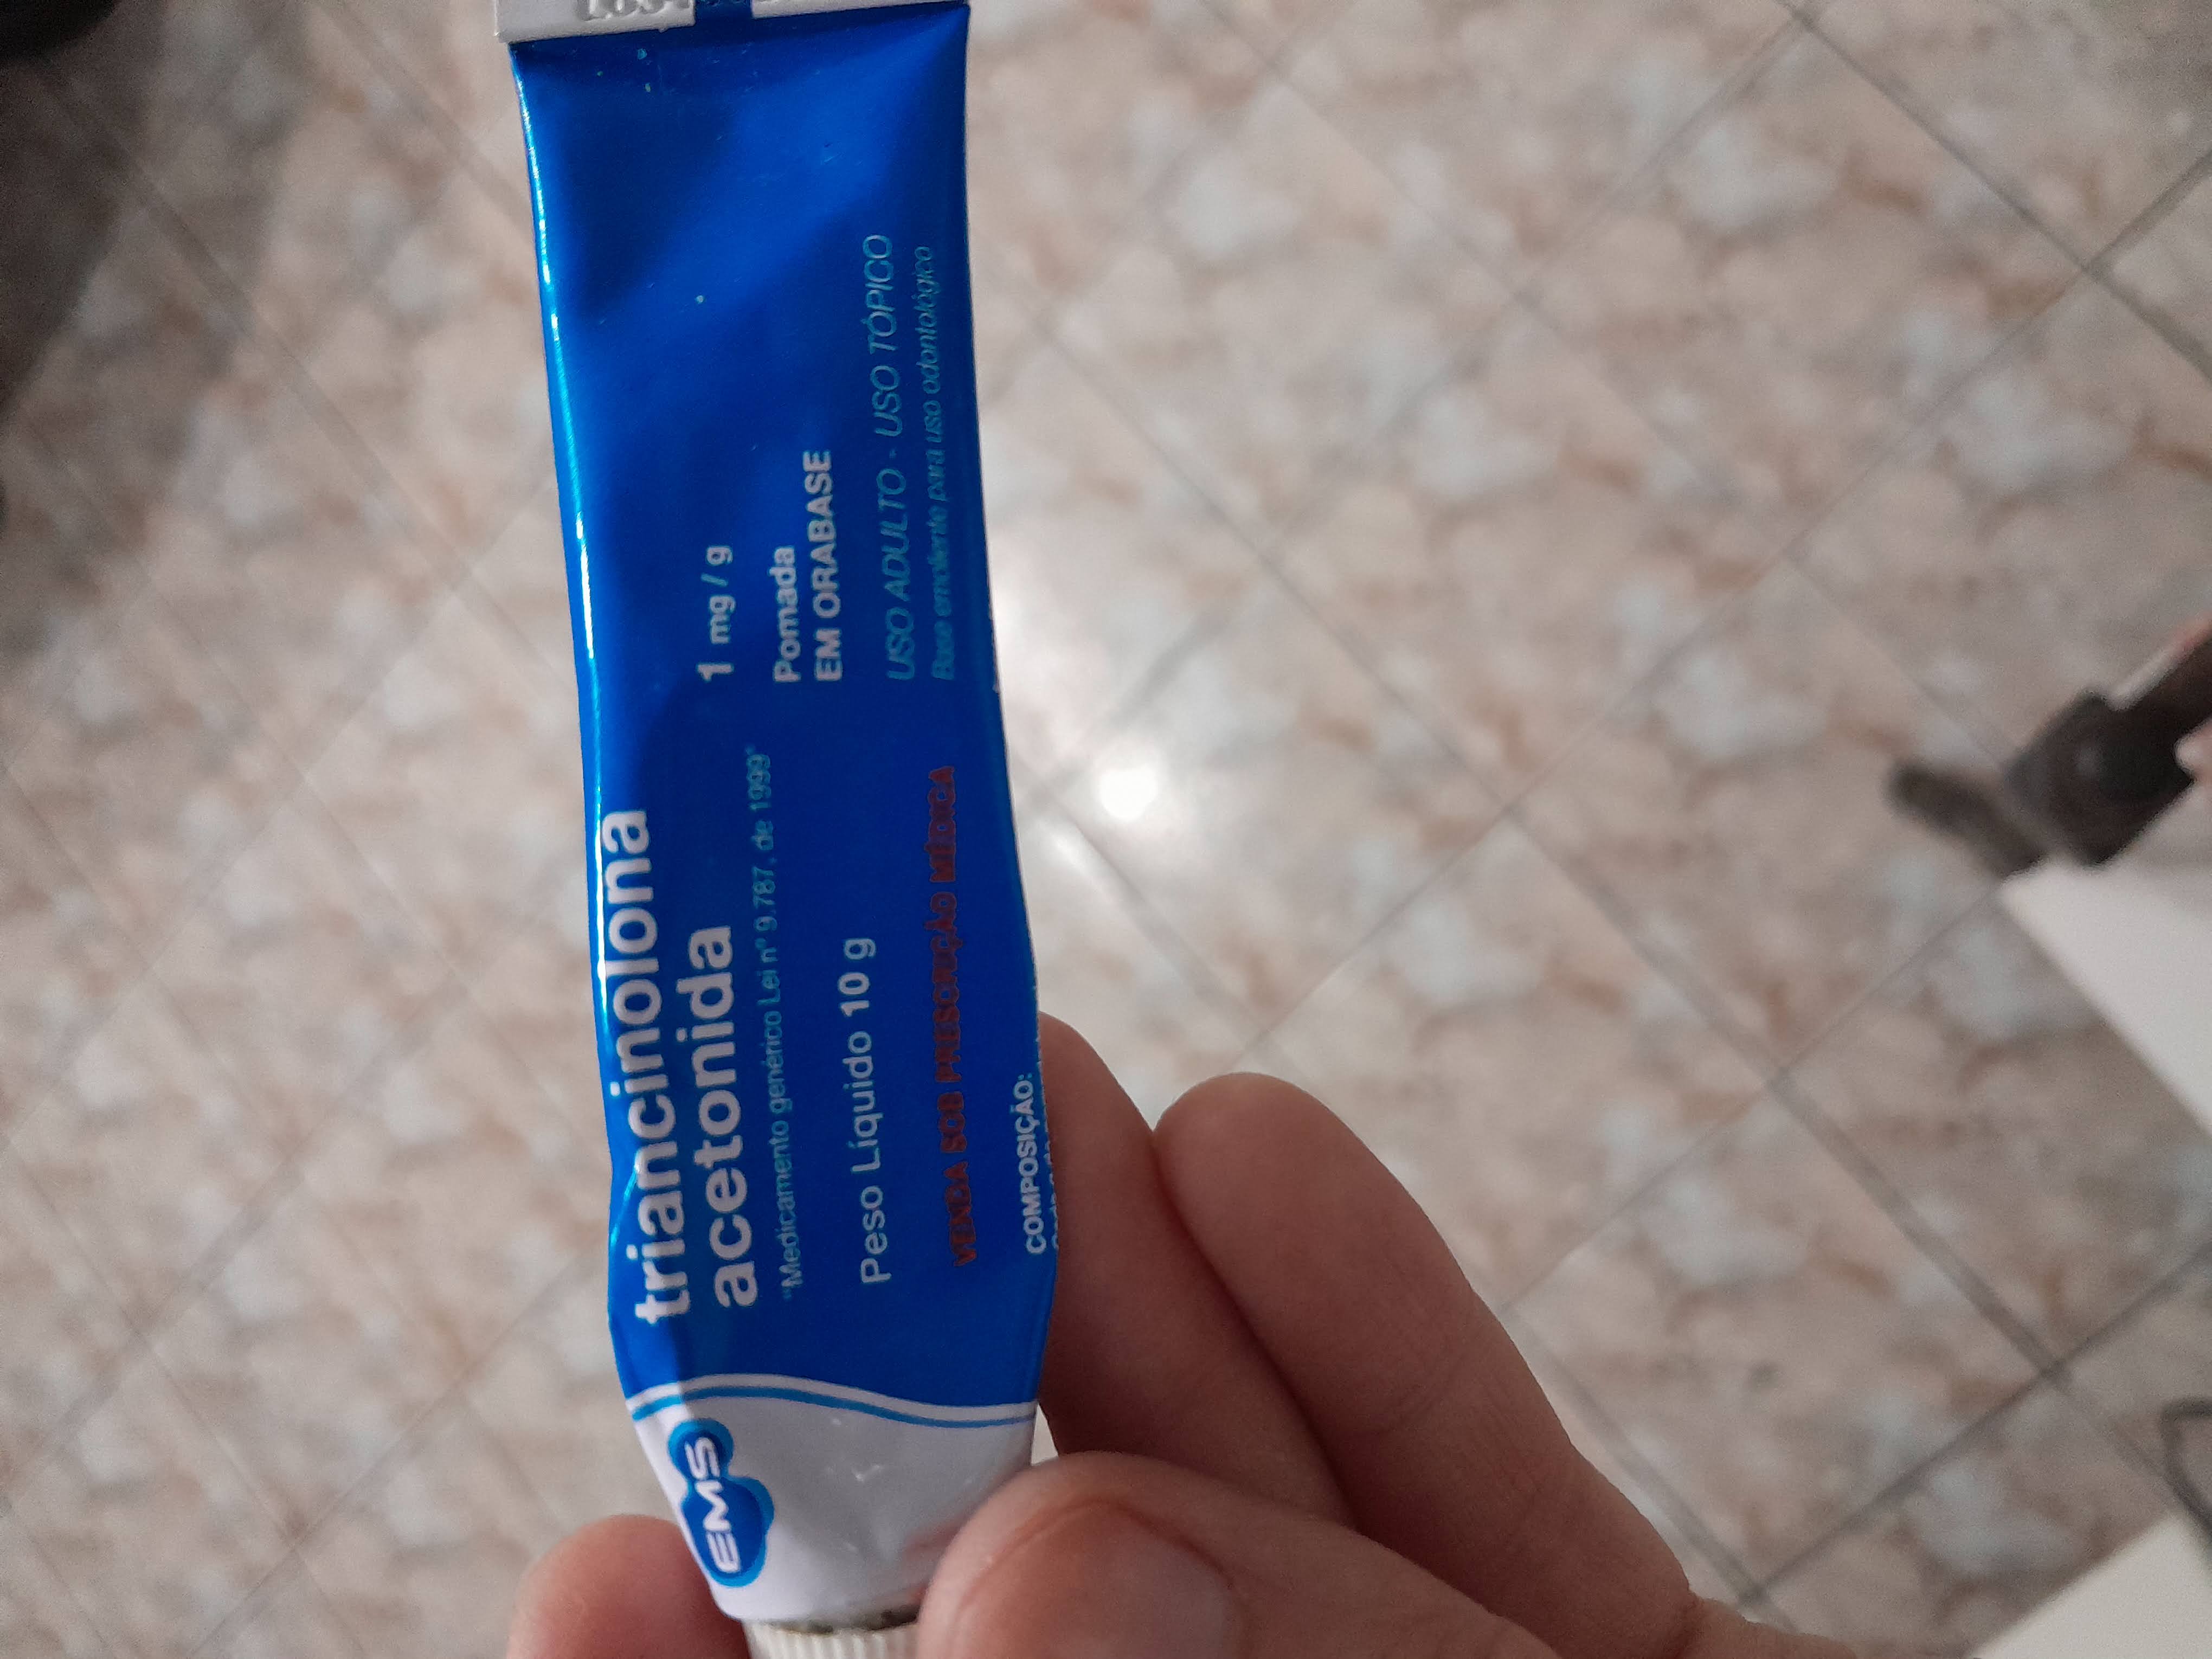 EMS
triancinolona
acetonida
"Medicamento genérico Lei nº 9.787, de 1999"
Peso Líquido 10 g
VENDA SOB PRESCRIÇÃO MÉDICA
COMPOSIÇÃO:
1 mg / g
Pomada
EM ORABASE
USO ADULTO - USO TÓPICO
Base emoliente para uso odontológico